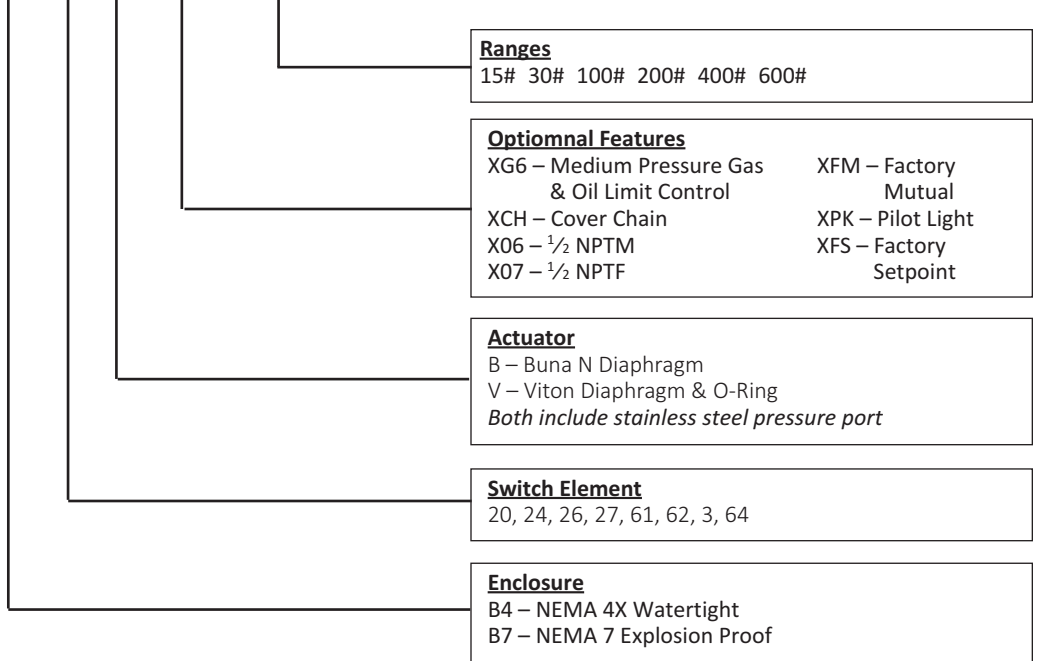 Ranges
15# 30# 100# 200# 400# 600#
Optiomnal Features
XG6 – Medium Pressure Gas
& Oil Limit Control
XCH – Cover Chain
X06 – 1⁄2 NPTM
X07 – 1⁄2 NPTF
XFM – Factory
Mutual
XPK – Pilot Light
XFS – Factory
Setpoint
Actuator
B – Buna N Diaphragm
V – Viton Diaphragm & O-Ring
Both include stainless steel pressure port
Switch Element
20, 24, 26, 27, 61, 62, 3, 64
Enclosure
B4 – NEMA 4X Watertight
B7 – NEMA 7 Explosion Proof